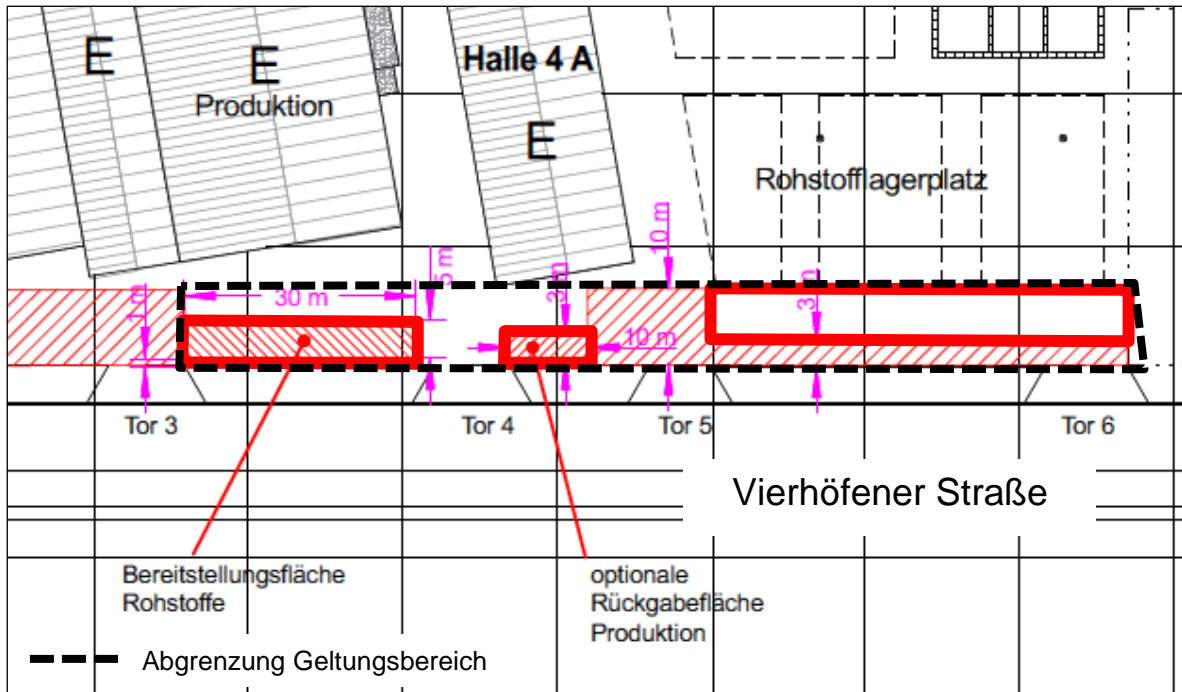 E
E
Produktion
Halle 4 A
E
Rohstofflagerplatz
10 m
5 m
3 m
3 m
30 m
1 m
10 m
Tor 3
Tor 4
Tor 5
Tor 6
Vierhöfener Straße
Bereitstellungsfläche
Rohstoffe
optionale
Rückgabefläche
Produktion
Abgrenzung Geltungsbereich